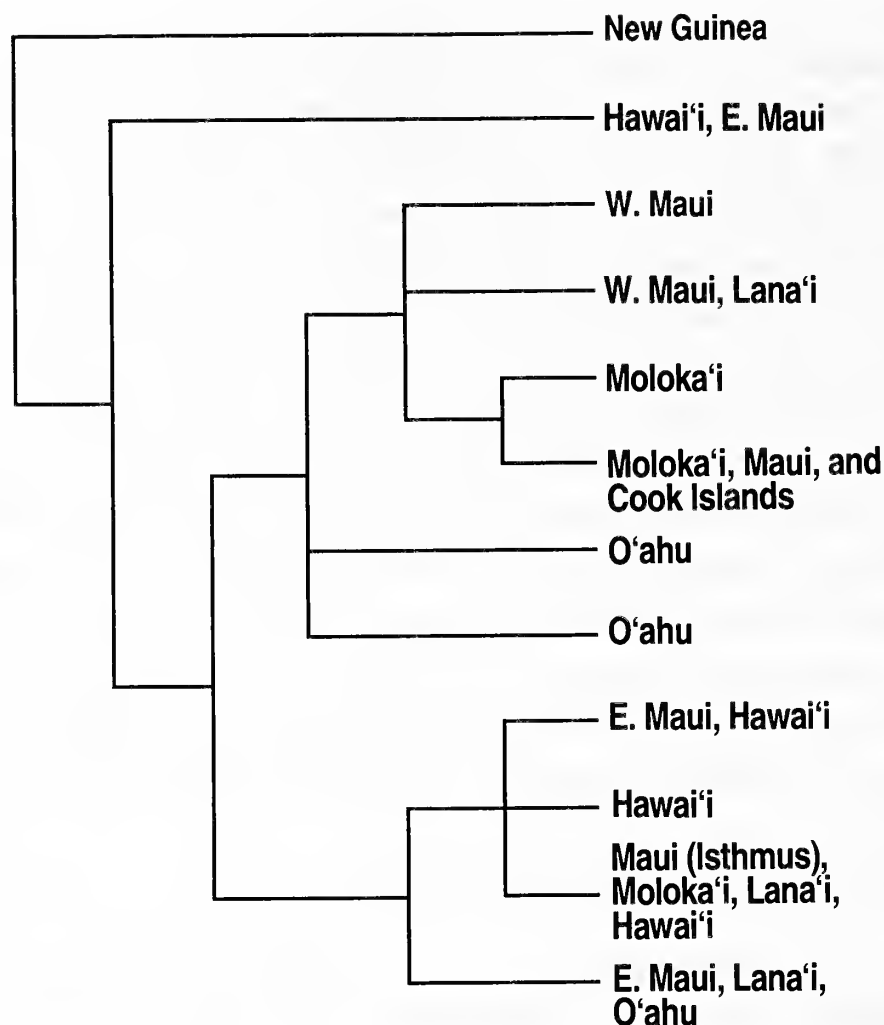 New Guinea
Hawai‘i, E. Maui
W. Maui
W. Maui, Lana‘i
Moloka‘i
Moloka‘i, Maui, and
Cook Islands
O‘ahu
O‘ahu
E. Maui, Hawai‘i
Hawai‘i
Maui (Isthmus),
Moloka‘i, Lana‘i,
Hawai‘i
E. Maui, Lana‘i,
O‘ahu